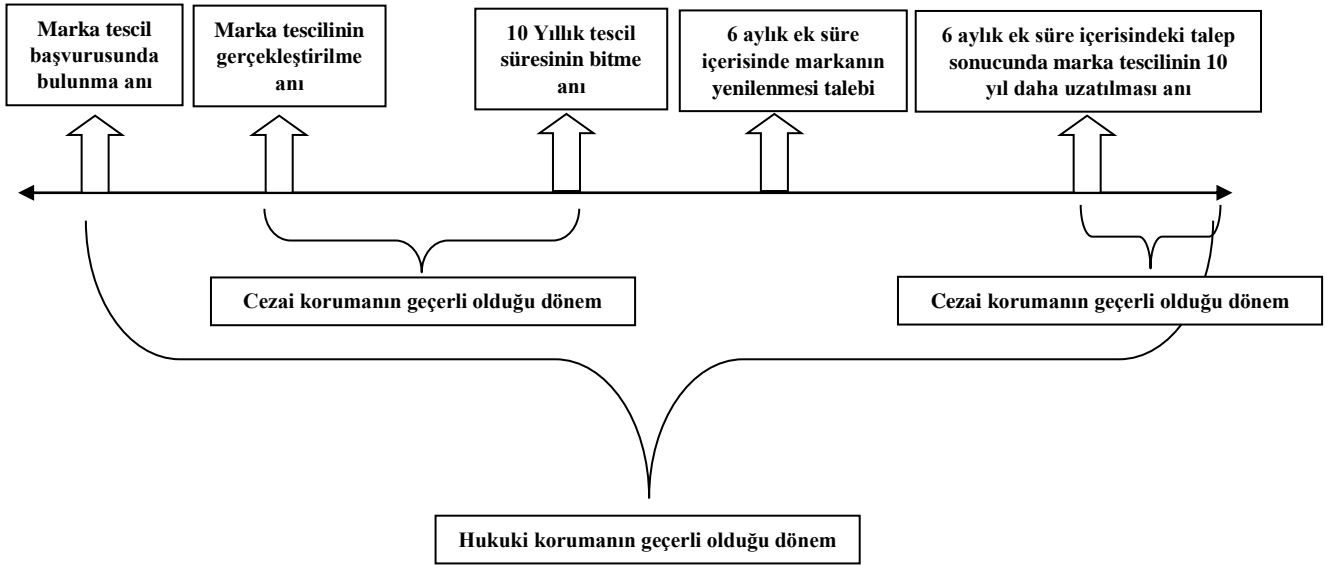 Marka tescil
başvurusunda
bulunma anı
Marka tescilinin
gerçekleştirilme
anı
10 Yıllık tescil
süresinin bitme
anı
6 aylık ek süre
içerisinde markanın
yenilenmesi talebi
6 aylık ek süre içerisindeki talep
sonucunda marka tescilinin 10
yıl daha uzatılması anı
Cezai korumanın geçerli olduğu dönem
Cezai korumanın geçerli olduğu dönem
Hukuki korumanın geçerli olduğu dönem